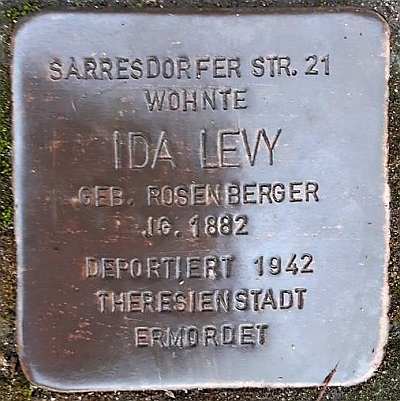 SARRESDORFER STR. 21
WOHNTE
IDA LEVY
GEB. ROSENBERGER
JG. 1882
DEPORTIERT 1942
THERESIENSTADT
ERMORDET